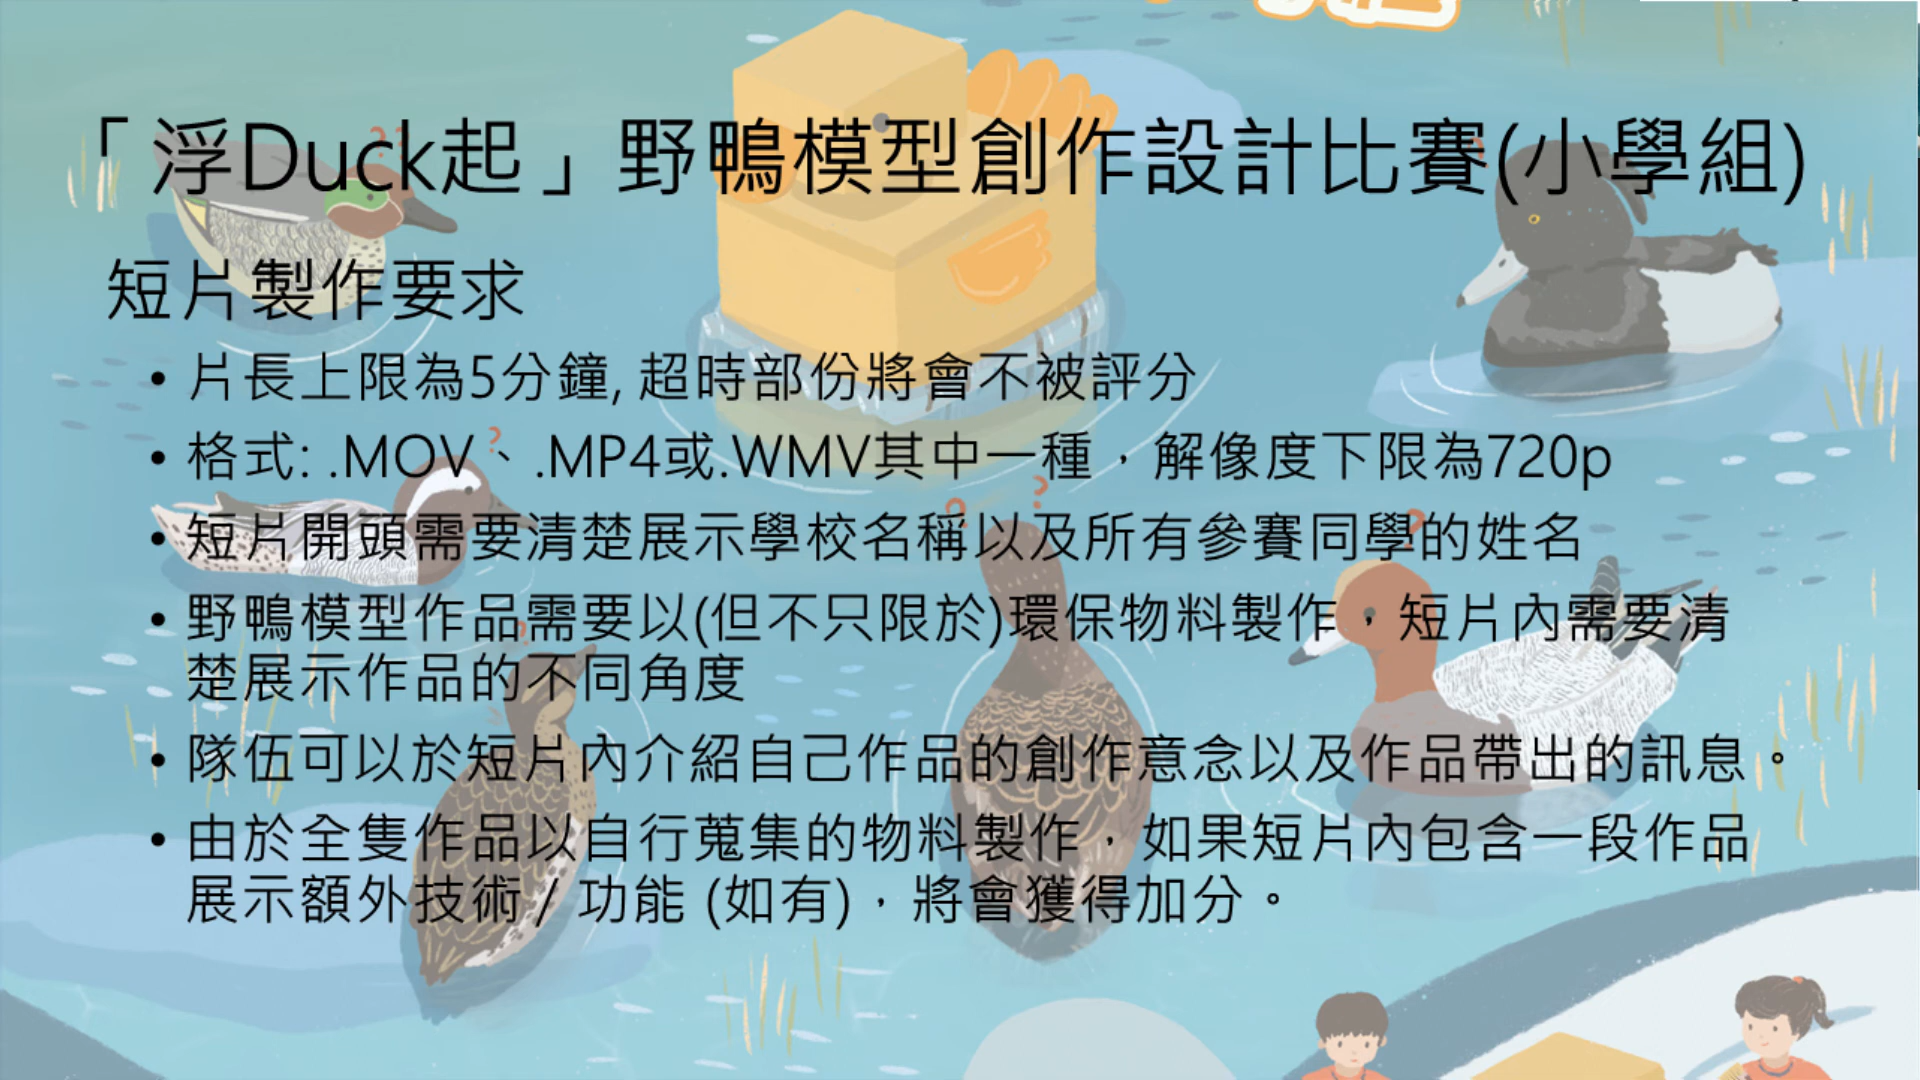 「浮Duck起」野鴨模型創作設計比賽(小學組)
短片製作要求
• 片長上限為5分鐘, 超時部份將會不被評分
• 格式: .MOV、.MP4或.WMV其中一種，解像度下限為720p
• 短片開頭需要清楚展示學校名稱以及所有參賽同學的姓名
• 野鴨模型作品需要以(但不只限於)環保物料製作，短片內需要清
楚展示作品的不同角度
• 隊伍可以於短片內介紹自己作品的創作意念以及作品帶出的訊息。
• 由於全隻作品以自行蒐集的物料製作，如果短片內包含一段作品
展示額外技術 / 功能 (如有)，將會獲得加分。